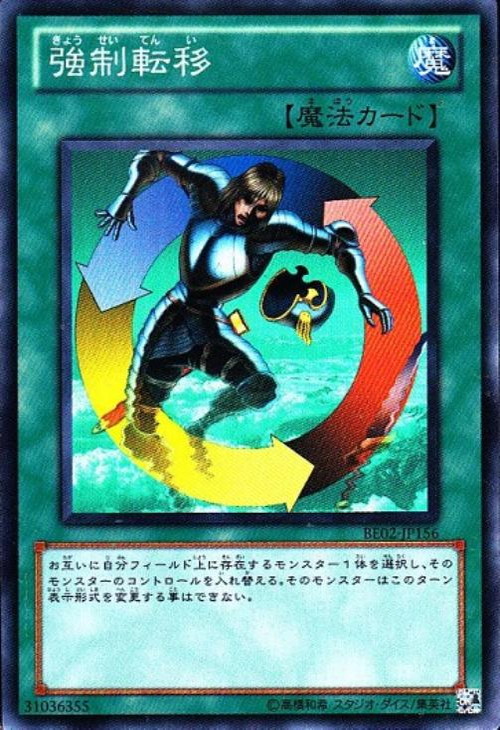 強制転移
魔
【魔法カード】
BE02-JP156
お互いに自分フィールド上に存在するモンスター１体を選択し、その
モンスターのコントロールを入れ替える。そのモンスターはこのターン
表示形式を変更する事はできない。
31036355
©高橋和希 スタジオ・ダイス/集英社